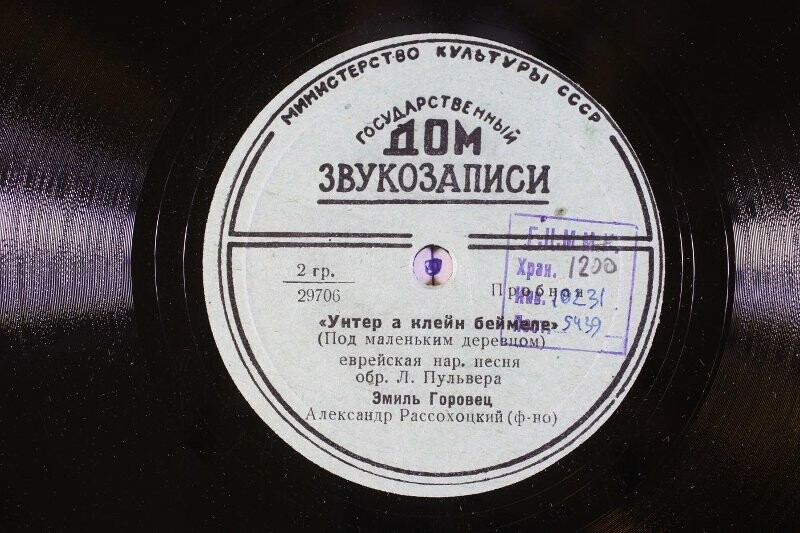 МИНИСТЕРСТВО КУЛЬТУРЫ СССР
ГОСУДАРСТВЕННЫЙ
ДОМ
ЗВУКОЗАПИСИ
Г.Ц.М.М.К.
Хран. 1200
2 гр.
29706
Пробная
Инв. 10231
«Унтер а клейн беймеле»
5439
(Под маленьким деревцом)
еврейская нар. песня
обр. Л. Пульвера
Эмиль Горовец
Александр Рассохоцкий (ф-но)